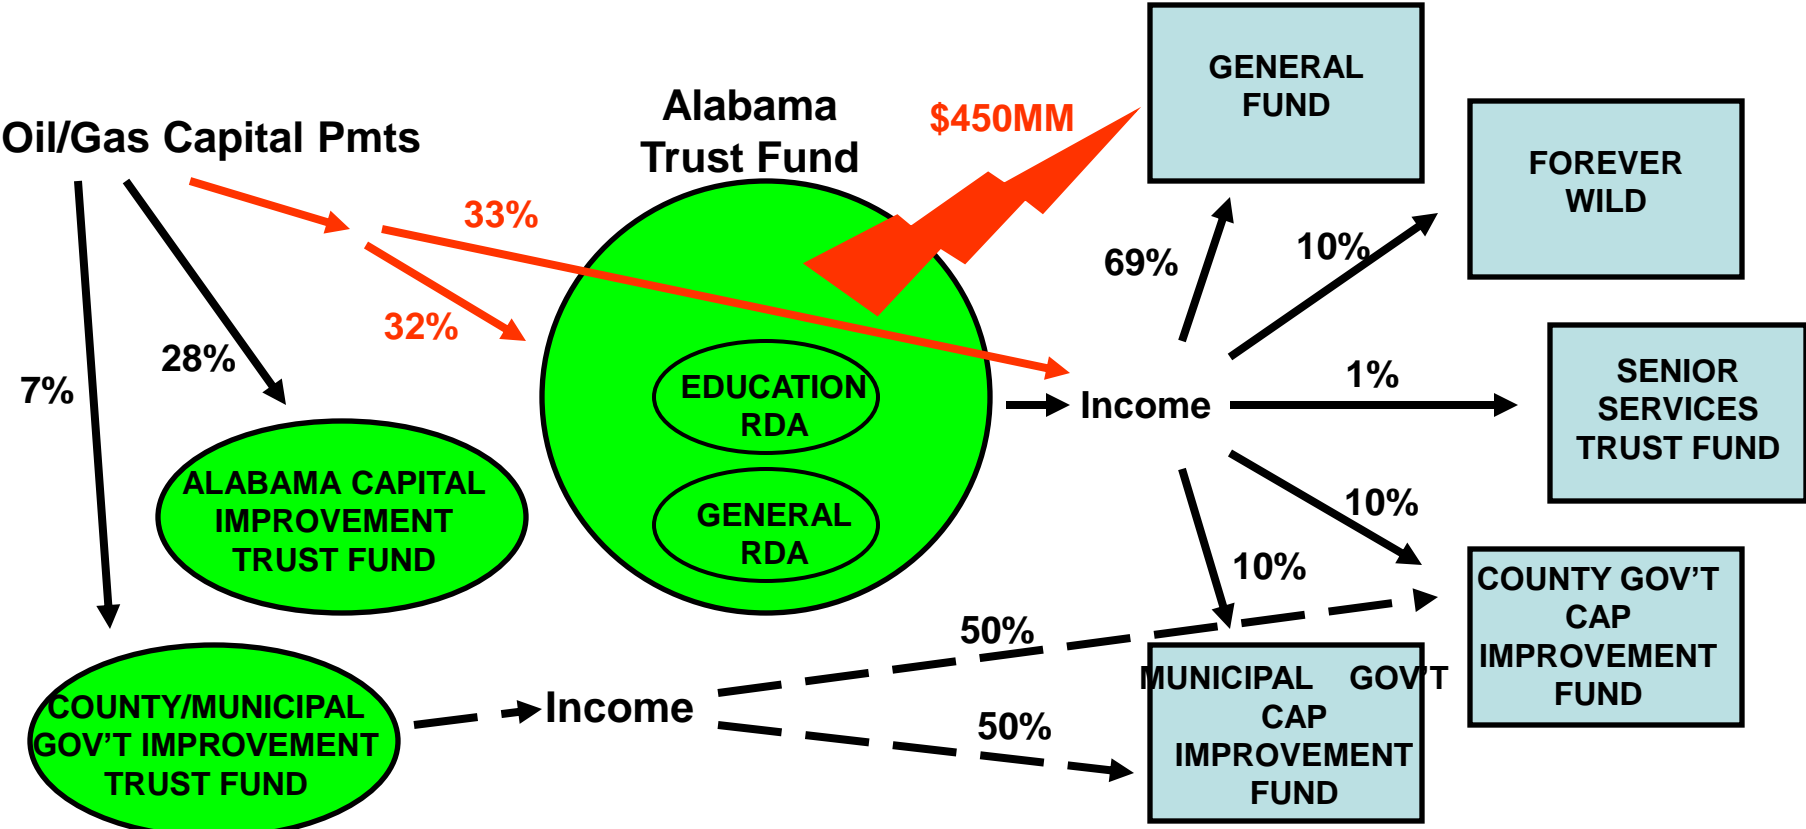 Oil/Gas Capital Pmts
7%
28%
33%
32%
Alabama
Trust Fund
$450MM
EDUCATION
RDA
GENERAL
RDA
ALABAMA CAPITAL
IMPROVEMENT
TRUST FUND
COUNTY/MUNICIPAL
GOV'T IMPROVEMENT
TRUST FUND
Income
50%
50%
Income
69%
10%
1%
10%
10%
GENERAL
FUND
FOREVER
WILD
SENIOR
SERVICES
TRUST FUND
COUNTY GOV'T
CAP
IMPROVEMENT
FUND
MUNICIPAL GOV'T
CAP
IMPROVEMENT
FUND